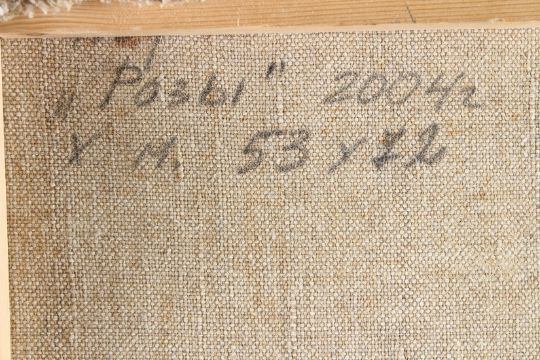 „Розы" 2004г
х м. 53 х 72